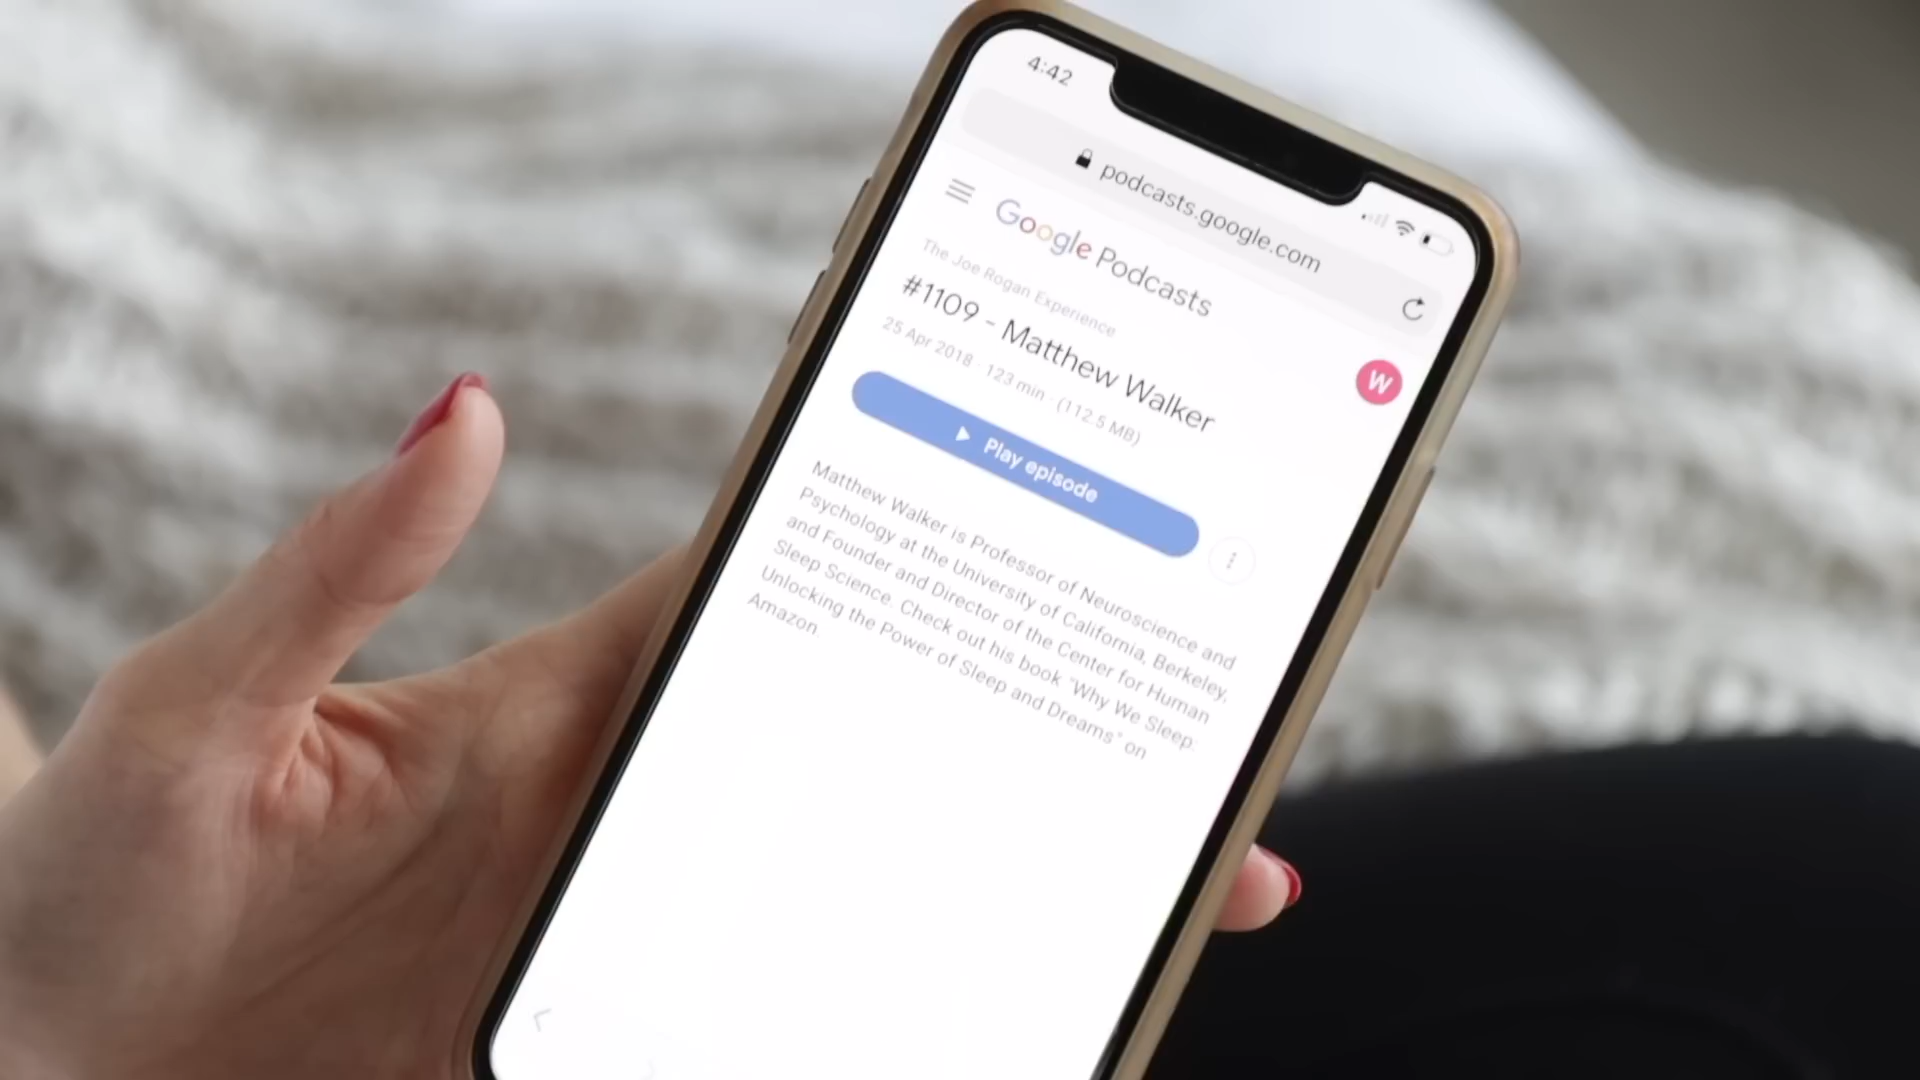 4:42
podcasts.google.com
Google Podcasts
The Joe Rogan Experience
#1109 - Matthew Walker
W
25 Apr 2018 · 123 min · (112.5 MB)
Play episode
Matthew Walker is Professor of Neuroscience and
Psychology at the University of California, Berkeley,
and Founder and Director of the Center for Human
Sleep Science. Check out his book "Why We Sleep:
Unlocking the Power of Sleep and Dreams" on
Amazon.